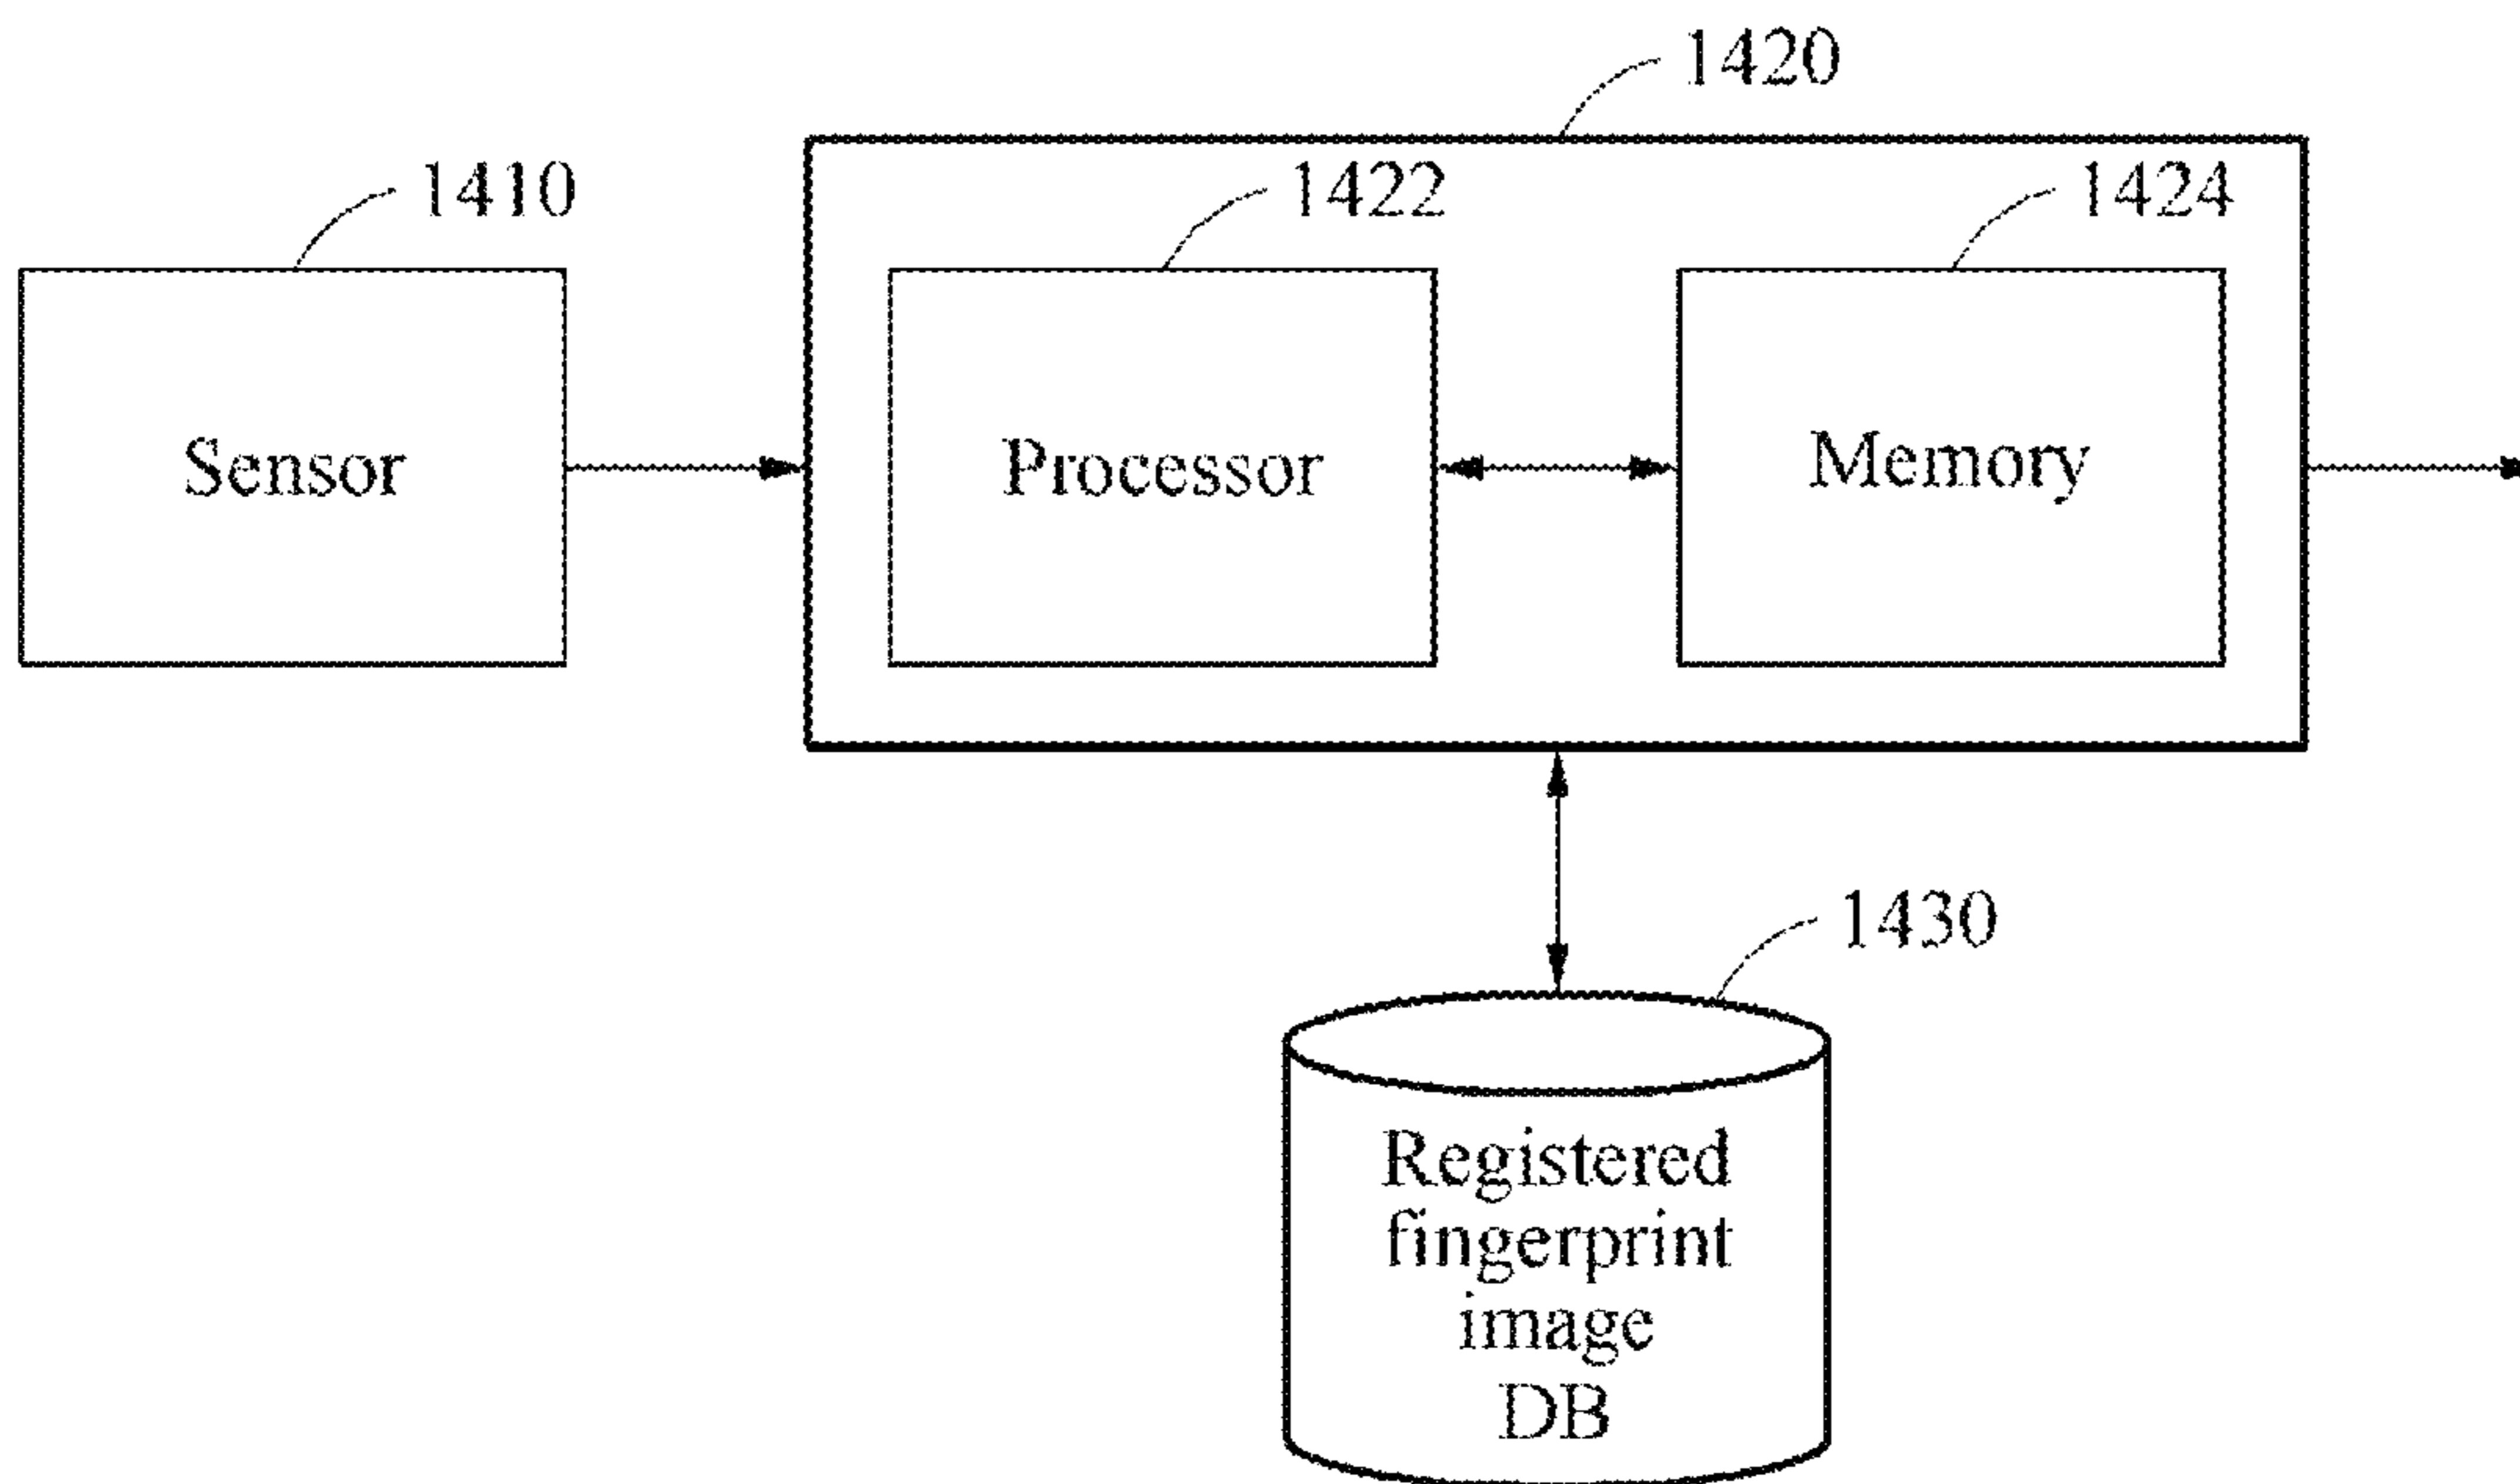 1420
1410
1422
1424
Sensor
Processor
Memory
1430
Registered
fingerprint
image
DB